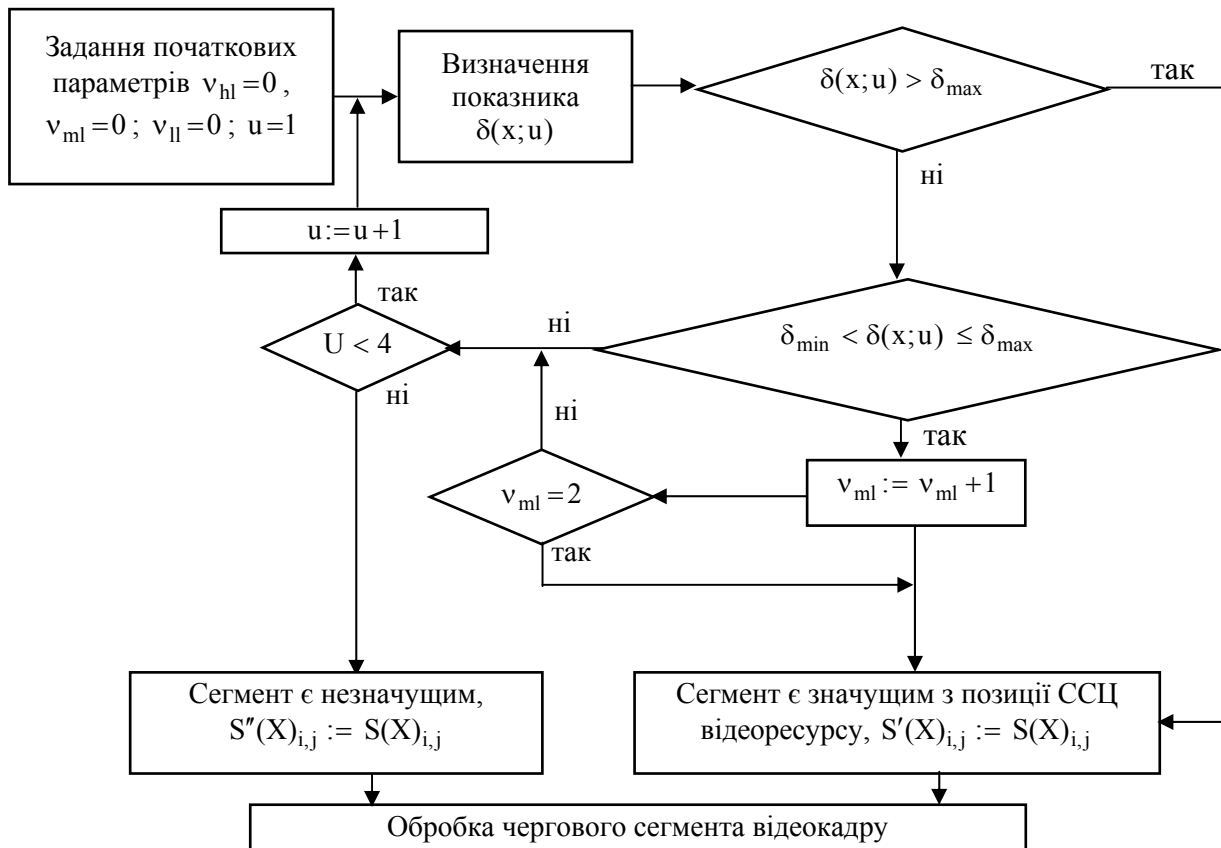 Задання початкових
параметрів ν_hl = 0 ,
ν_ml = 0 ; ν_ll = 0 ; u = 1
Визначення
показника
δ(x; u)
δ(x; u) > δ_max
так
ні
u := u + 1
так
U < 4
ні
ні
δ_min < δ(x; u) ≤ δ_max
так
ні
ν_ml = 2
ν_ml := ν_ml + 1
так
Сегмент є незначущим,
S″(X)_i,j := S(X)_i,j
Сегмент є значущим з позиції ССЦ
відеоресурсу, S′(X)_i,j := S(X)_i,j
Обробка чергового сегмента відеокадру